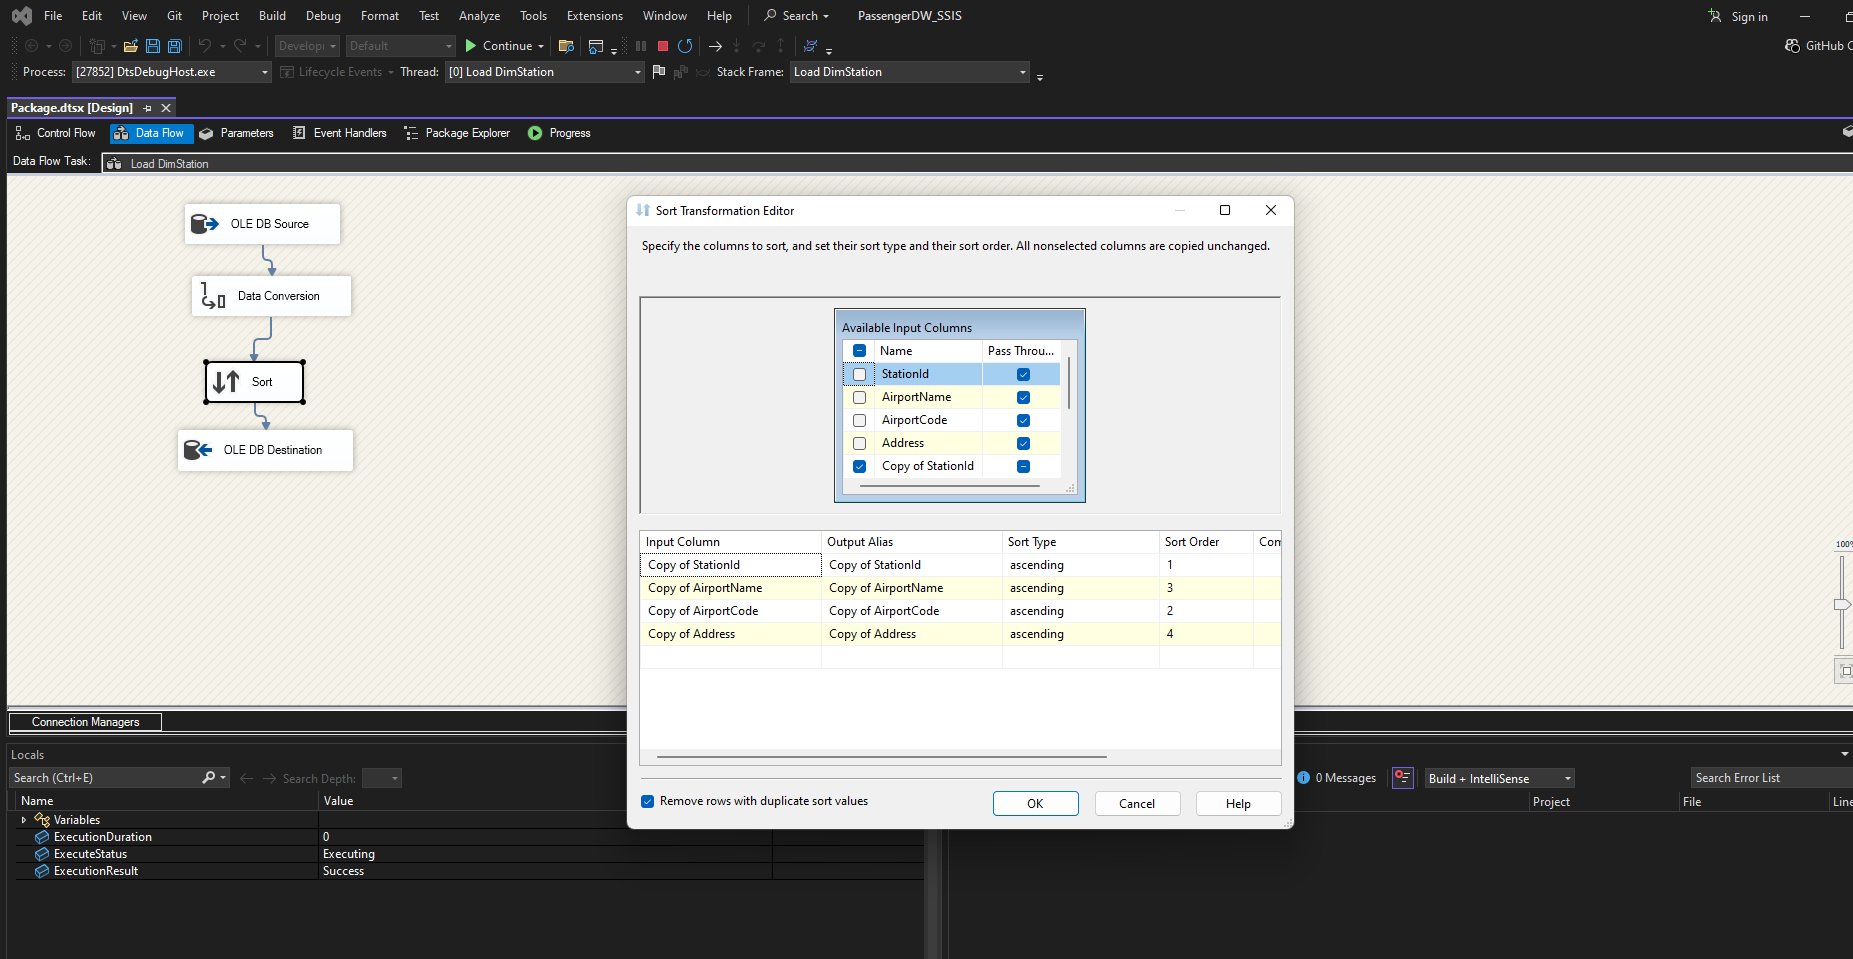 File Edit View Git Project Build Debug Format Test Analyze Tools Extensions Window Help Search PassengerDW_SSIS Sign in
Develop Default Continue GitHub C
Process: [27852] DtsDebugHost.exe Lifecycle Events Thread: [0] Load DimStation Stack Frame: Load DimStation
Package.dtsx [Design]
Control Flow Data Flow Parameters Event Handlers Package Explorer Progress
Data Flow Task: Load DimStation
OLE DB Source
Data Conversion
Sort
OLE DB Destination
Sort Transformation Editor
Specify the columns to sort, and set their sort type and their sort order. All nonselected columns are copied unchanged.
Available Input Columns
Name Pass Throu...
StationId
AirportName
AirportCode
Address
Copy of StationId
Input Column Output Alias Sort Type Sort Order Com
Copy of StationId Copy of StationId ascending 1
Copy of AirportName Copy of AirportName ascending 3
Copy of AirportCode Copy of AirportCode ascending 2
Copy of Address Copy of Address ascending 4
Remove rows with duplicate sort values OK Cancel Help
100%
Connection Managers
Locals
Search (Ctrl+E) Search Depth:
Name Value
Variables
ExecutionDuration 0
ExecuteStatus Executing
ExecutionResult Success
0 Messages Build + IntelliSense Search Error List
Project File Line